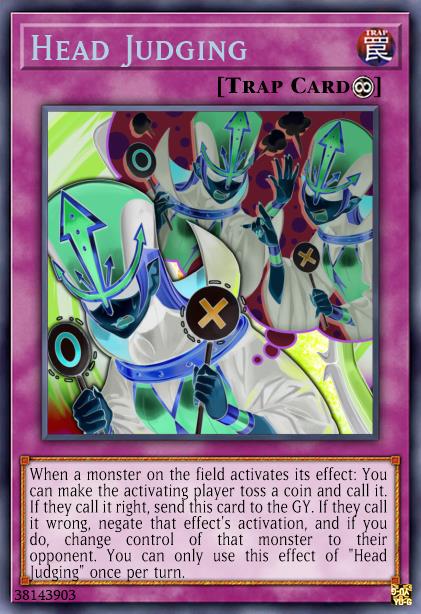 Head Judging
TRAP
罠
[Trap Card]
When a monster on the field activates its effect: You
can make the activating player toss a coin and call it.
If they call it right, send this card to the GY. If they call
it wrong, negate that effect's activation, and if you
do, change control of that monster to their
opponent. You can only use this effect of "Head
Judging" once per turn.
38143903